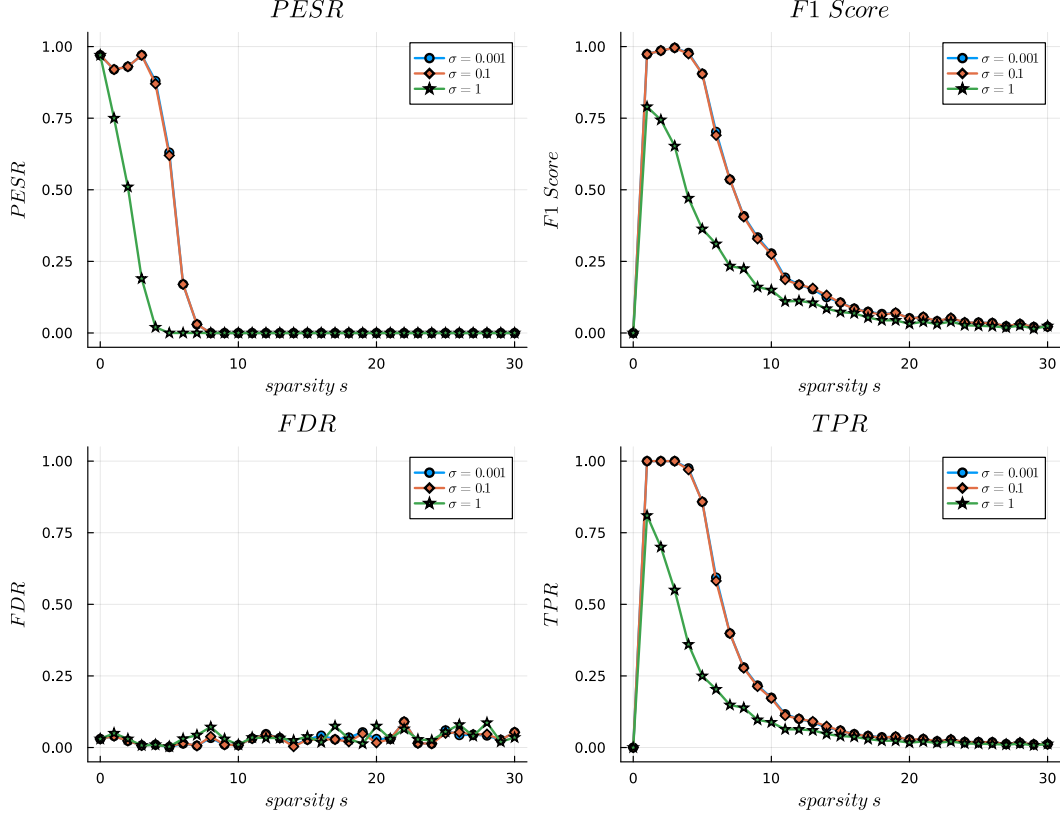 PESR
1.00
0.75
0.50
0.25
0.00
PESR
0
10
20
30
sparsity s
σ = 0.001
σ = 0.1
σ = 1
F1 Score
1.00
0.75
0.50
0.25
0.00
F1 Score
0
10
20
30
sparsity s
σ = 0.001
σ = 0.1
σ = 1
FDR
1.00
0.75
0.50
0.25
0.00
FDR
0
10
20
30
sparsity s
σ = 0.001
σ = 0.1
σ = 1
TPR
1.00
0.75
0.50
0.25
0.00
TPR
0
10
20
30
sparsity s
σ = 0.001
σ = 0.1
σ = 1